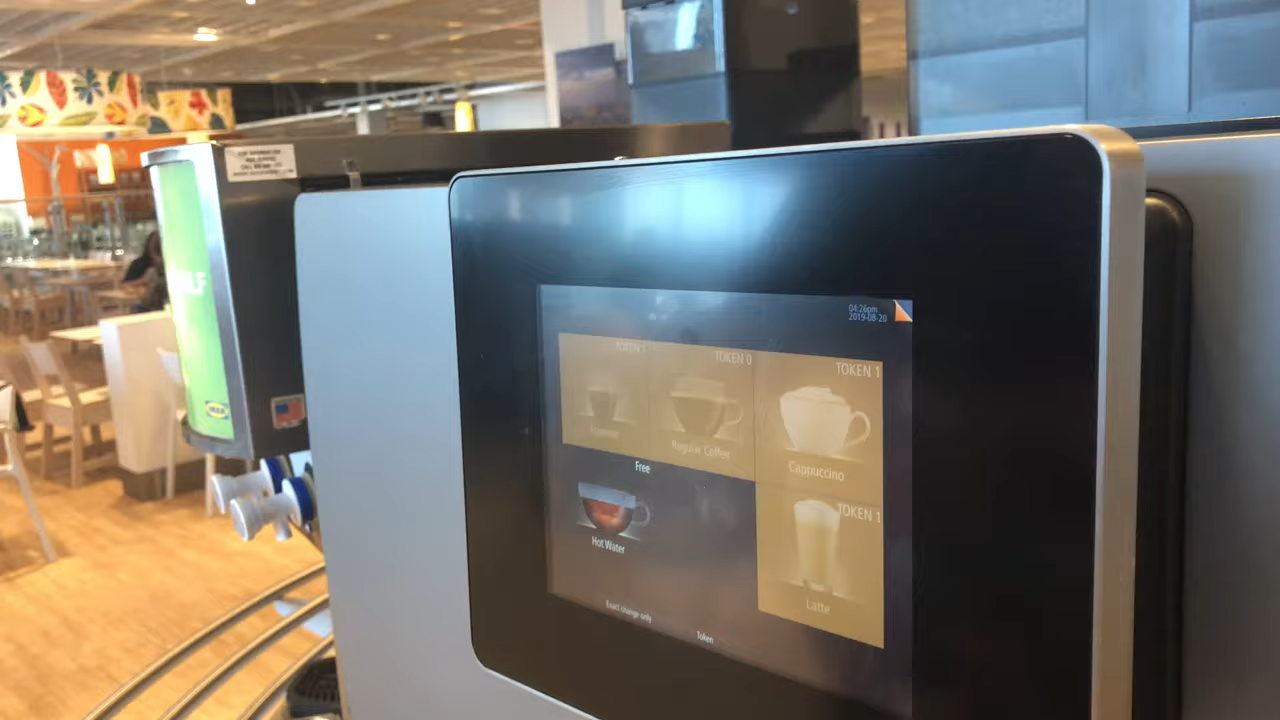 IKEA
04:26pm
2019-08-20
TOKEN 0
TOKEN 1
Regular Coffee
Cappuccino
Free
Hot Water
TOKEN 1
Latte
Exact change only
Token